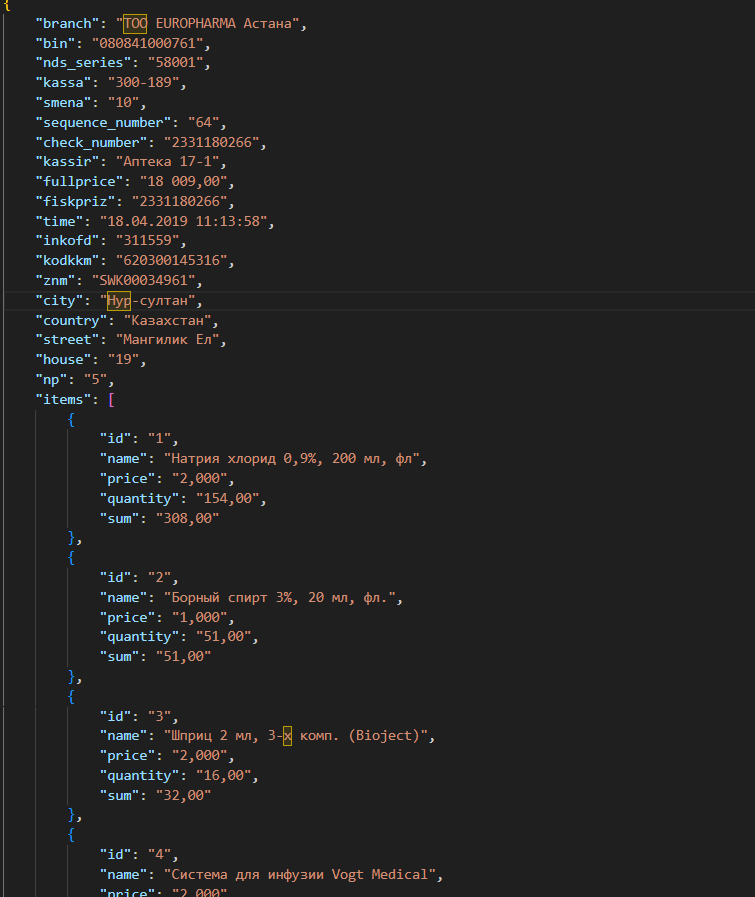 {
"branch": "ТОО EUROPHARMA Астана",
"bin": "080841000761",
"nds_series": "58001",
"kassa": "300-189",
"smena": "10",
"sequence_number": "64",
"check_number": "2331180266",
"kassir": "Аптека 17-1",
"fullprice": "18 009,00",
"fiskpriz": "2331180266",
"time": "18.04.2019 11:13:58",
"inkofd": "311559",
"kodkkm": "620300145316",
"znm": "SWK00034961",
"city": "Нур-султан",
"country": "Казахстан",
"street": "Мангилик Ел",
"house": "19",
"np": "5",
"items": [
{
"id": "1",
"name": "Натрия хлорид 0,9%, 200 мл, фл",
"price": "2,000",
"quantity": "154,00",
"sum": "308,00"
},
{
"id": "2",
"name": "Борный спирт 3%, 20 мл, фл.",
"price": "1,000",
"quantity": "51,00",
"sum": "51,00"
},
{
"id": "3",
"name": "Шприц 2 мл, 3-х комп. (Bioject)",
"price": "2,000",
"quantity": "16,00",
"sum": "32,00"
},
{
"id": "4",
"name": "Система для инфузии Vogt Medical",
"price": "2,000"